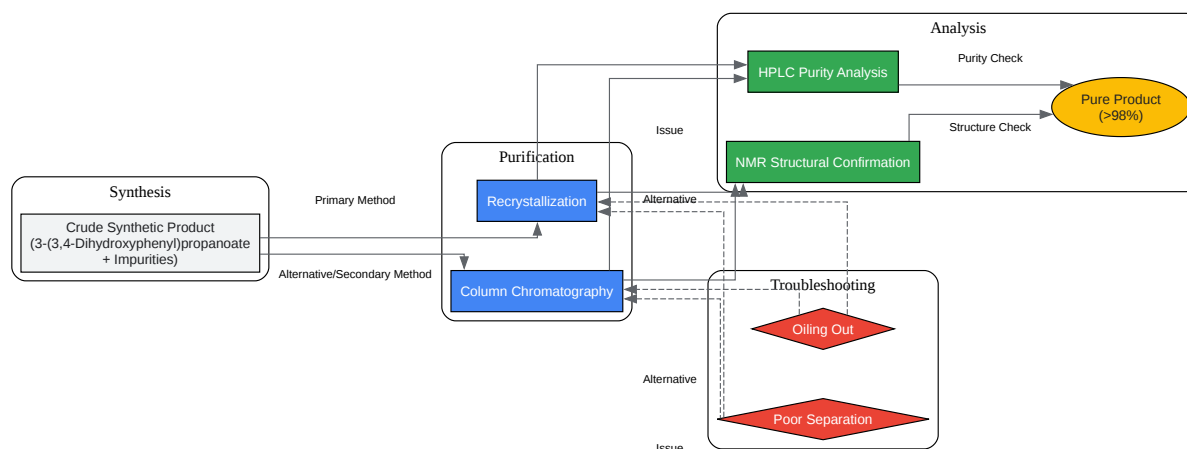 Synthesis
Crude Synthetic Product
(3-(3,4-Dihydroxyphenyl)propanoate
+ Impurities)
Primary Method
Alternative/Secondary Method
Purification
Recrystallization
Column Chromatography
Issue
Alternative
Alternative
Issue
Analysis
HPLC Purity Analysis
NMR Structural Confirmation
Purity Check
Structure Check
Pure Product
(>98%)
Troubleshooting
Oiling Out
Poor Separation